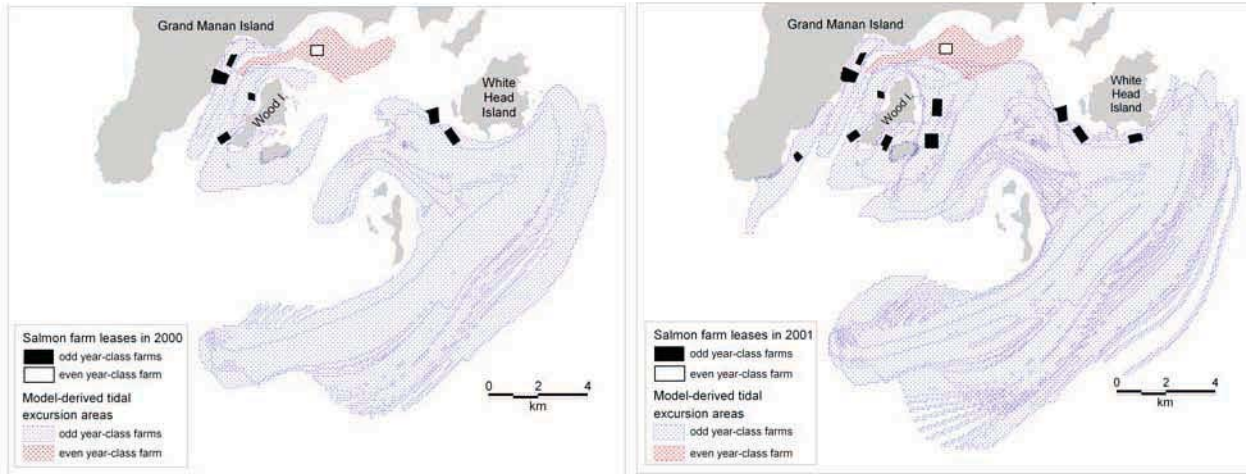 Grand Manan Island
White
Head
Island
Wood I.
Salmon farm leases in 2000
odd year-class farms
even year-class farm
Model-derived tidal
excursion areas
odd year-class farms
even year-class farm
0 2 4
km
Grand Manan Island
White
Head
Island
Wood I.
Salmon farm leases in 2001
odd year-class farms
even year-class farm
Model-derived tidal
excursion areas
odd year-class farms
even year-class farm
0 2 4
km